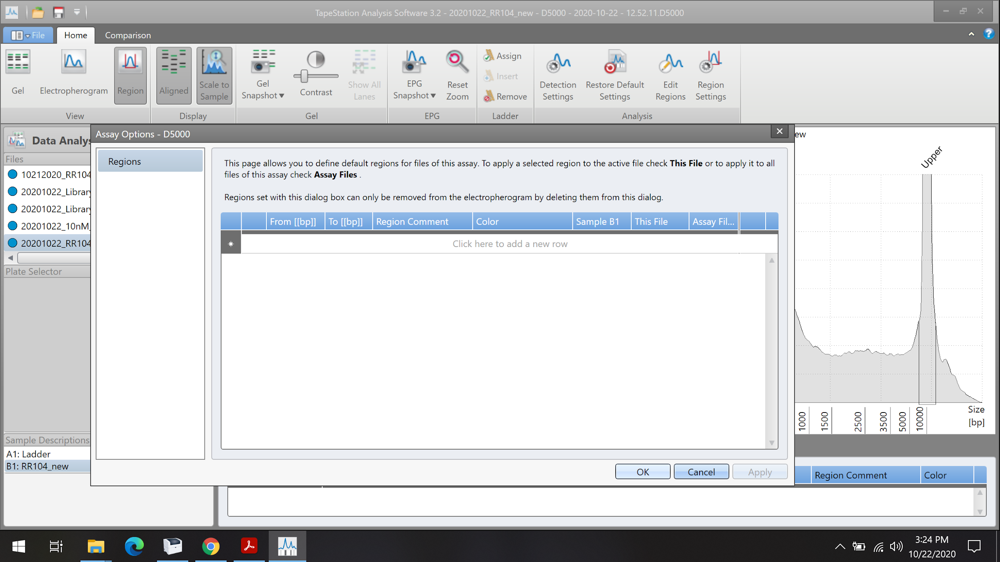 TapeStation Analysis Software 3.2 - 20201022_RR104_new - D5000 - 2020-10-22 - 12.52.11.D5000
File
Home
Comparison
Gel
Electropherogram
Region
Aligned
Scale to
Sample
Gel
Snapshot
Contrast
Show All
Lanes
EPG
Snapshot
Reset
Zoom
Assign
Insert
Remove
Detection
Settings
Restore Default
Settings
Edit
Regions
Region
Settings
View
Display
Gel
EPG
Ladder
Analysis
Data Analys
Files
10212020_RR104
20201022_Library
20201022_Library
20201022_10nM_
20201022_RR104
Plate Selector
Sample Descriptions
A1: Ladder
B1: RR104_new
Assay Options - D5000
Regions
This page allows you to define default regions for files of this assay. To apply a selected region to the active file check This File or to apply it to all
files of this assay check Assay Files .
Regions set with this dialog box can only be removed from the electropherogram by deleting them from this dialog.
From [[bp]] To [[bp]] Region Comment Color Sample B1 This File Assay Fil...
Click here to add a new row
OK Cancel Apply
ew
Upper
1000 1500 2500 3500 5000 10000
Size
[bp]
Region Comment Color
3:24 PM
10/22/2020